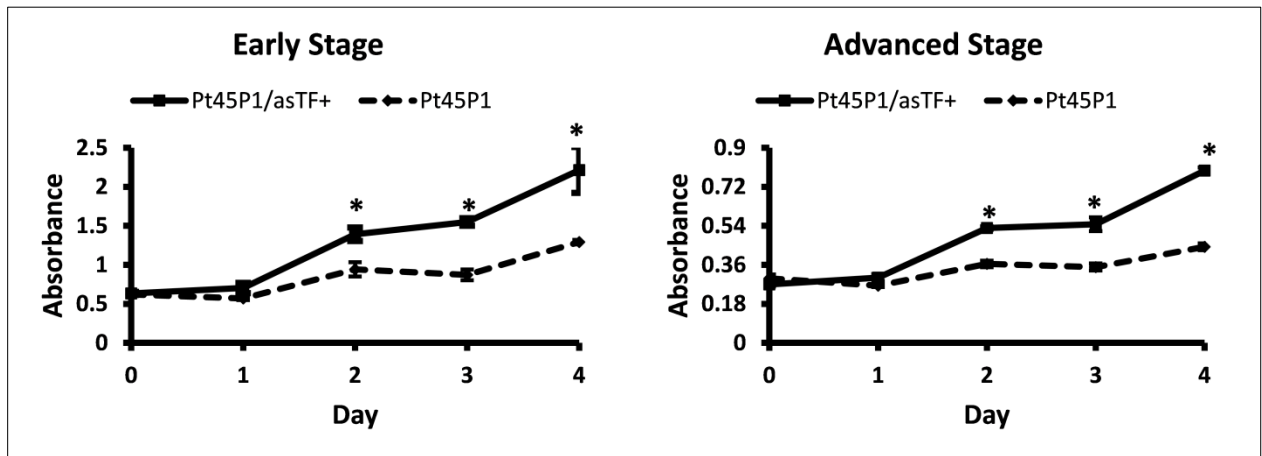 Early Stage
Pt45P1/asTF+ Pt45P1
2.5
2
1.5
1
0.5
0
Absorbance
* * *
0 1 2 3 4
Day
Advanced Stage
Pt45P1/asTF+ Pt45P1
0.9
0.72
0.54
0.36
0.18
0
Absorbance
* * *
0 1 2 3 4
Day